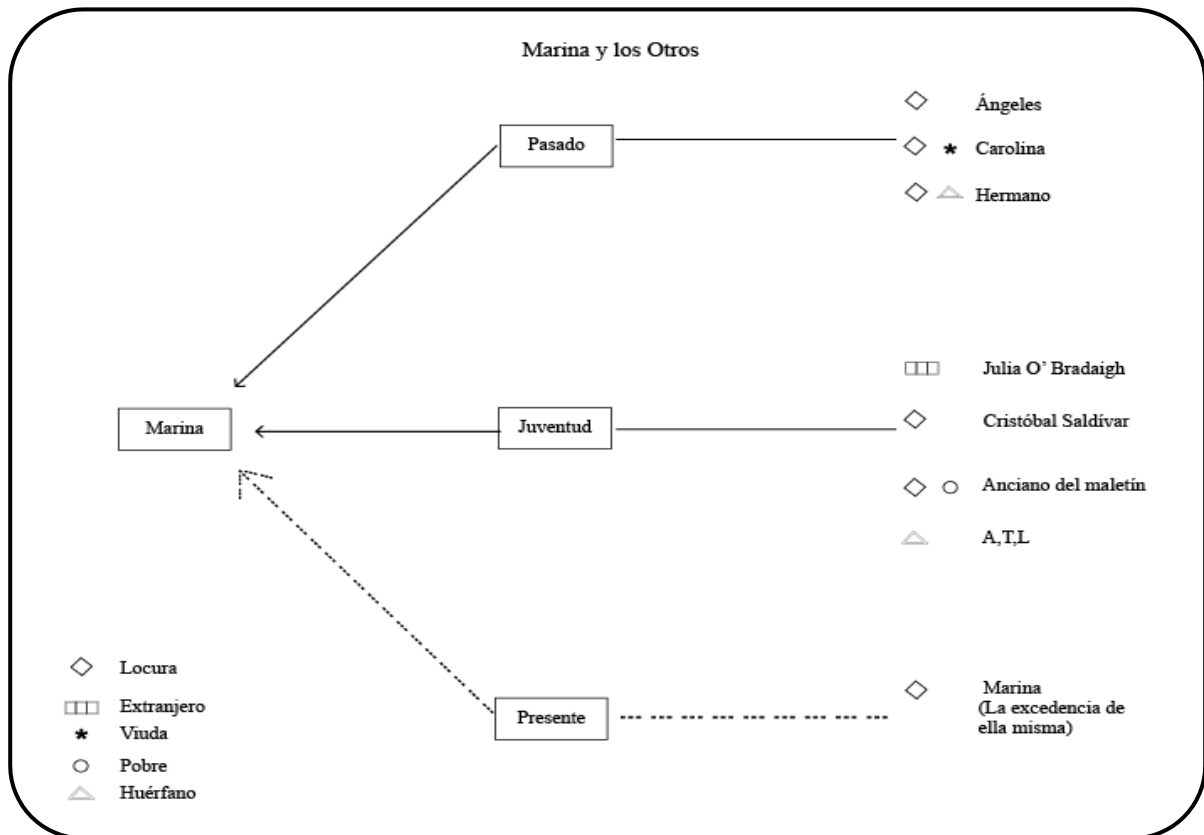 Marina y los Otros
Pasado
Ángeles
* Carolina
Hermano
Marina
Juventud
Julia O' Bradaigh
Cristóbal Saldívar
Anciano del maletín
A,T,L
Presente
Marina
(La excedencia de
ella misma)
Locura
Extranjero
* Viuda
Pobre
Huérfano